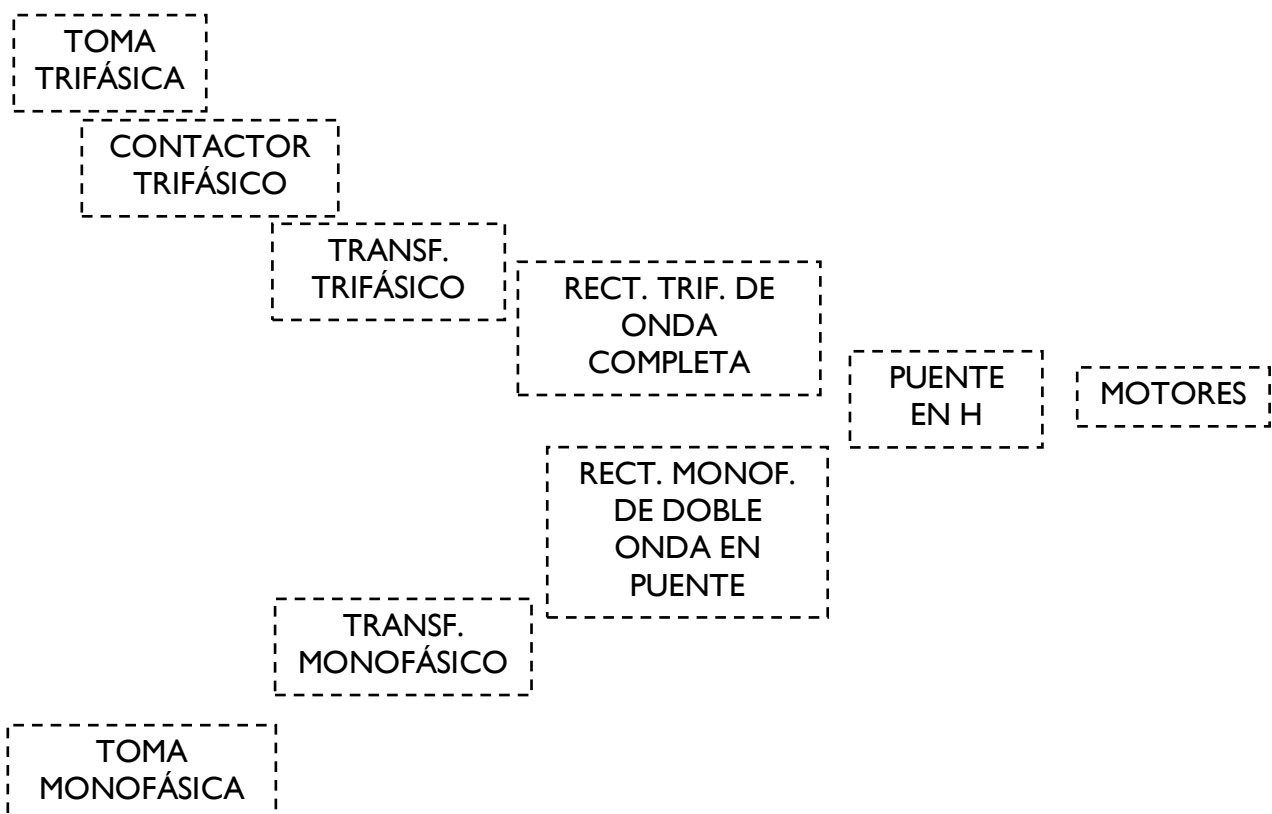 TOMA
TRIFÁSICA
CONTACTOR
TRIFÁSICO
TRANSF.
TRIFÁSICO
RECT. TRIF. DE
ONDA
COMPLETA
PUENTE
EN H
MOTORES
RECT. MONOF.
DE DOBLE
ONDA EN
PUENTE
TRANSF.
MONOFÁSICO
TOMA
MONOFÁSICA